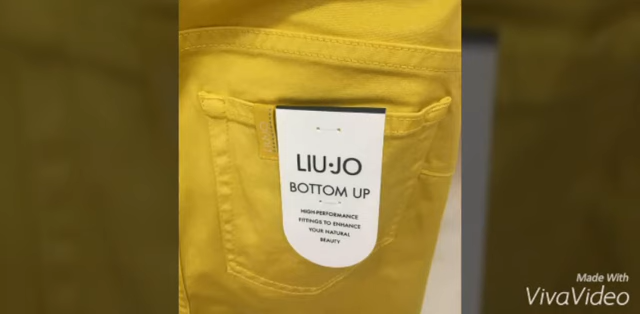 LIU·JO
BOTTOM UP
HIGH-PERFORMANCE
FITTINGS TO ENHANCE
YOUR NATURAL
BEAUTY
Made With
VivaVideo